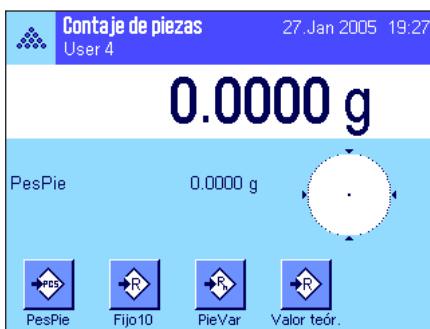 Contaje de piezas 27.Jan 2005 19:27
User 4
0.0000 g
PesPie 0.0000 g
PCS R Rn R
PesPie Fijo10 PieVar Valor teór.